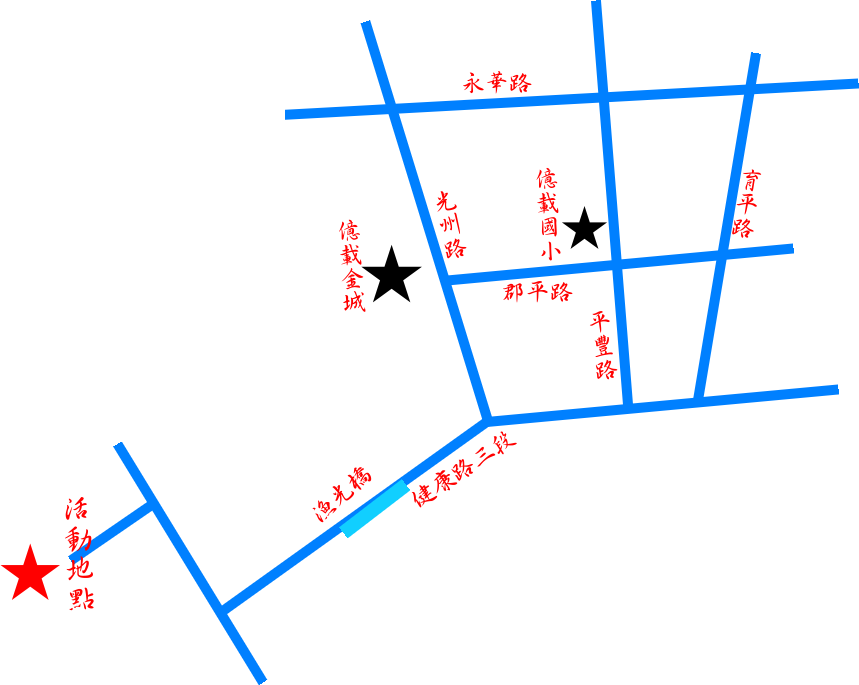 永華路
光州路
億載國小
育平路
億載金城
郡平路
平豐路
漁光橋
健康路三段
活動地點